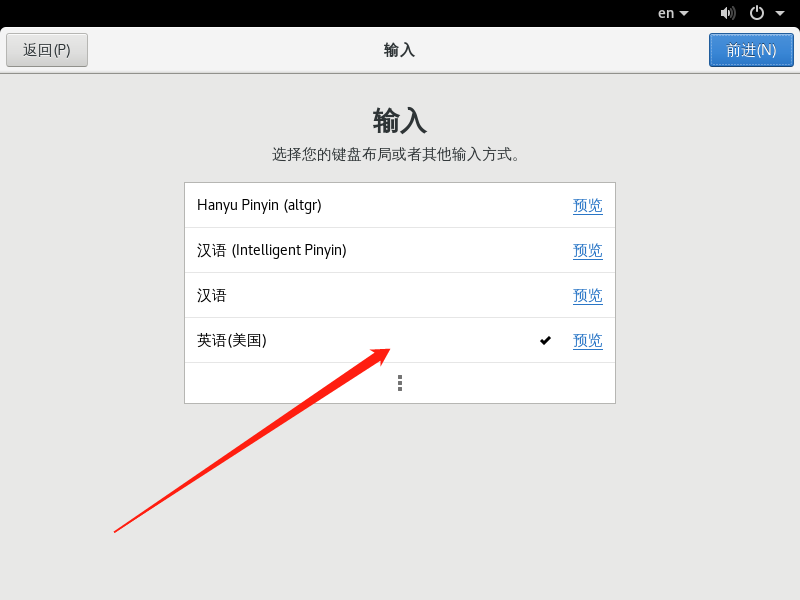 en
返回(P)
输入
前进(N)
输入
选择您的键盘布局或者其他输入方式。
Hanyu Pinyin (altgr) 预览
汉语 (Intelligent Pinyin) 预览
汉语 预览
英语(美国) 预览